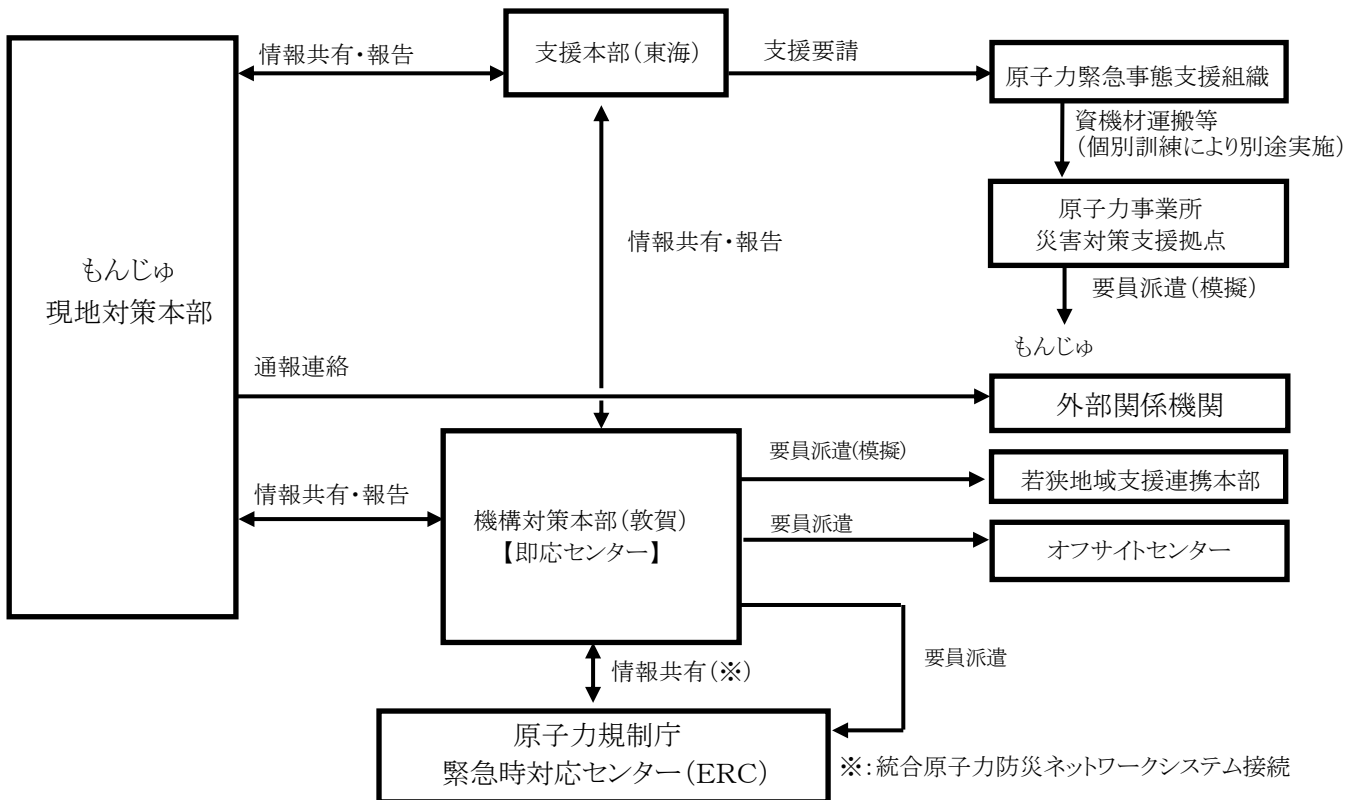 情報共有・報告
支援本部(東海)
支援要請
原子力緊急事態支援組織
資機材運搬等
(個別訓練により別途実施)
原子力事業所
災害対策支援拠点
もんじゅ
現地対策本部
情報共有・報告
要員派遣(模擬)
もんじゅ
通報連絡
外部関係機関
要員派遣(模擬)
若狭地域支援連携本部
情報共有・報告
機構対策本部(敦賀)
【即応センター】
要員派遣
オフサイトセンター
情報共有(※)
要員派遣
原子力規制庁
緊急時対応センター(ERC)
※:統合原子力防災ネットワークシステム接続